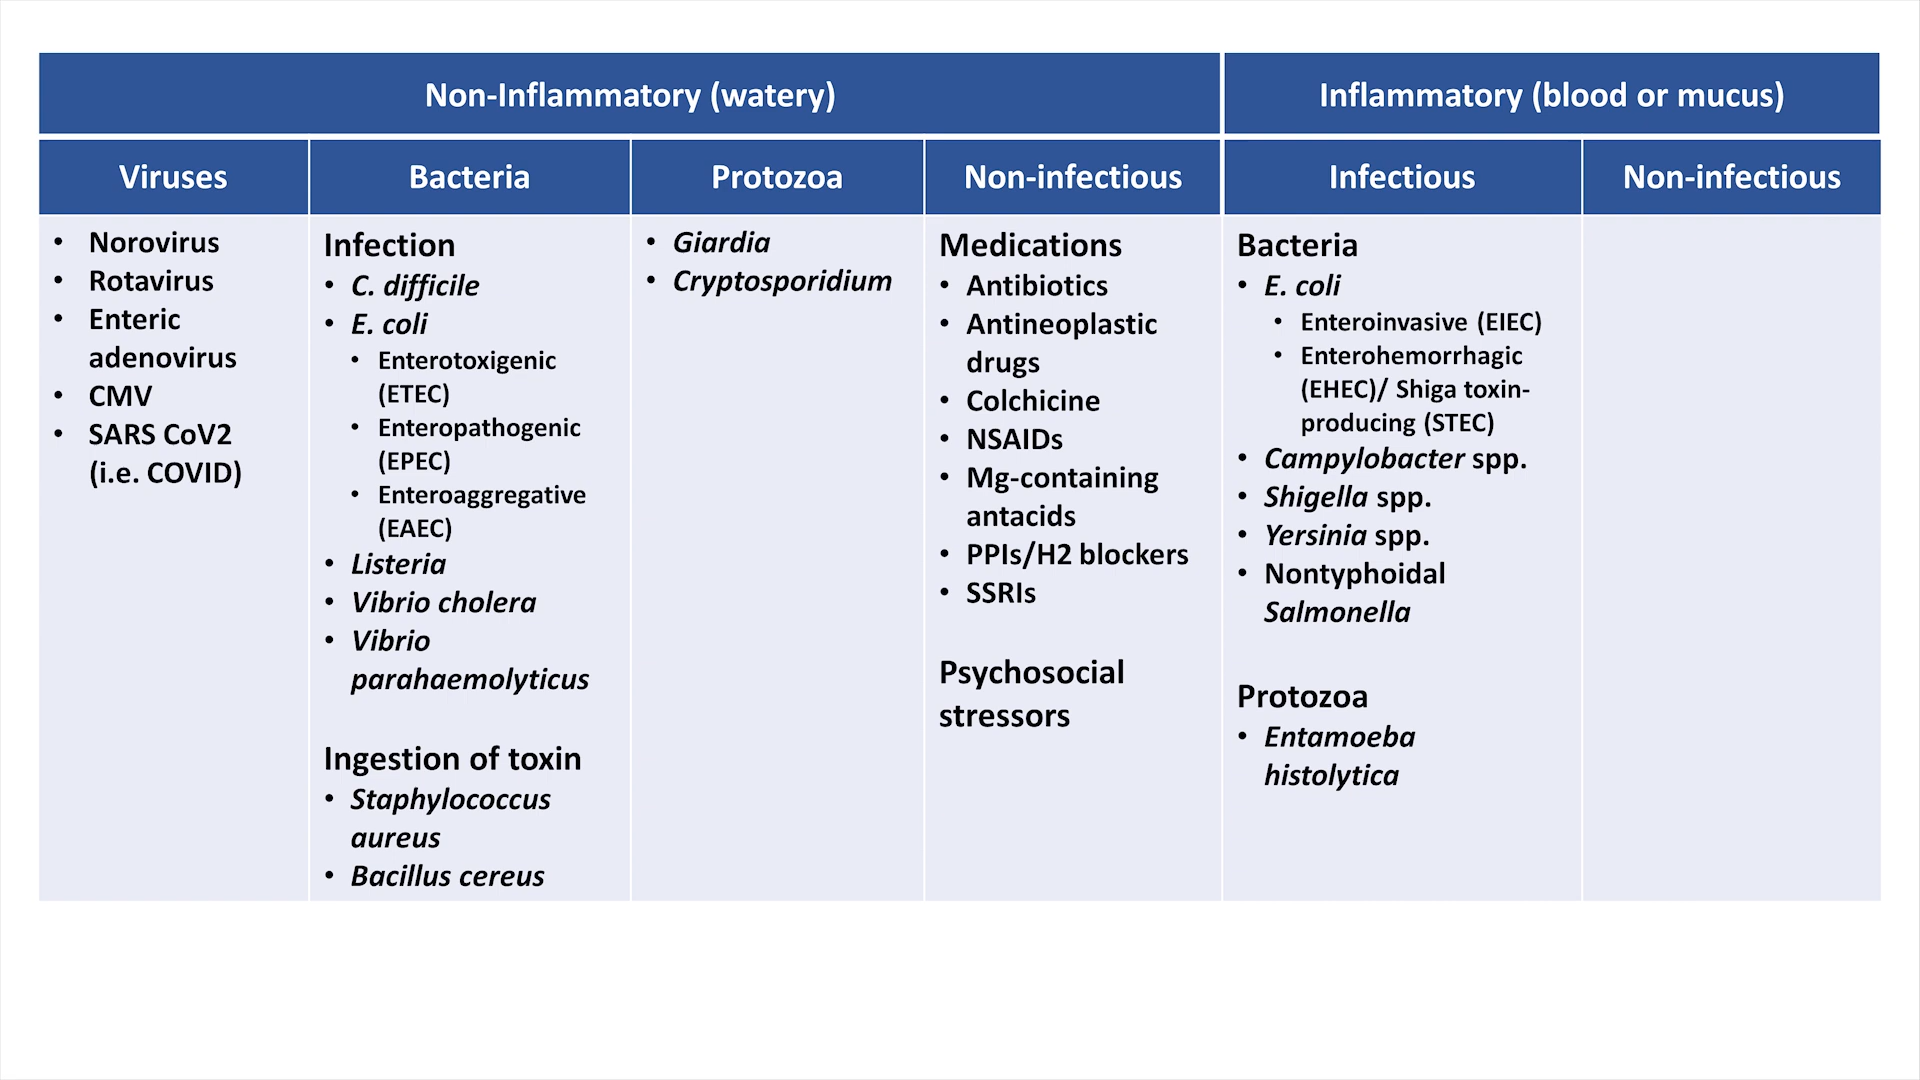 Non-Inflammatory (watery)
Inflammatory (blood or mucus)
Viruses
Bacteria
Protozoa
Non-infectious
Infectious
Non-infectious
• Norovirus
• Rotavirus
• Enteric
adenovirus
• CMV
• SARS CoV2
(i.e. COVID)
Infection
• C. difficile
• E. coli
• Enterotoxigenic
(ETEC)
• Enteropathogenic
(EPEC)
• Enteroaggregative
(EAEC)
• Listeria
• Vibrio cholera
• Vibrio
parahaemolyticus
Ingestion of toxin
• Staphylococcus
aureus
• Bacillus cereus
• Giardia
• Cryptosporidium
Medications
• Antibiotics
• Antineoplastic
drugs
• Colchicine
• NSAIDs
• Mg-containing
antacids
• PPIs/H2 blockers
• SSRIs
Psychosocial
stressors
Bacteria
• E. coli
• Enteroinvasive (EIEC)
• Enterohemorrhagic
(EHEC)/ Shiga toxin-
producing (STEC)
• Campylobacter spp.
• Shigella spp.
• Yersinia spp.
• Nontyphoidal
Salmonella
Protozoa
• Entamoeba
histolytica